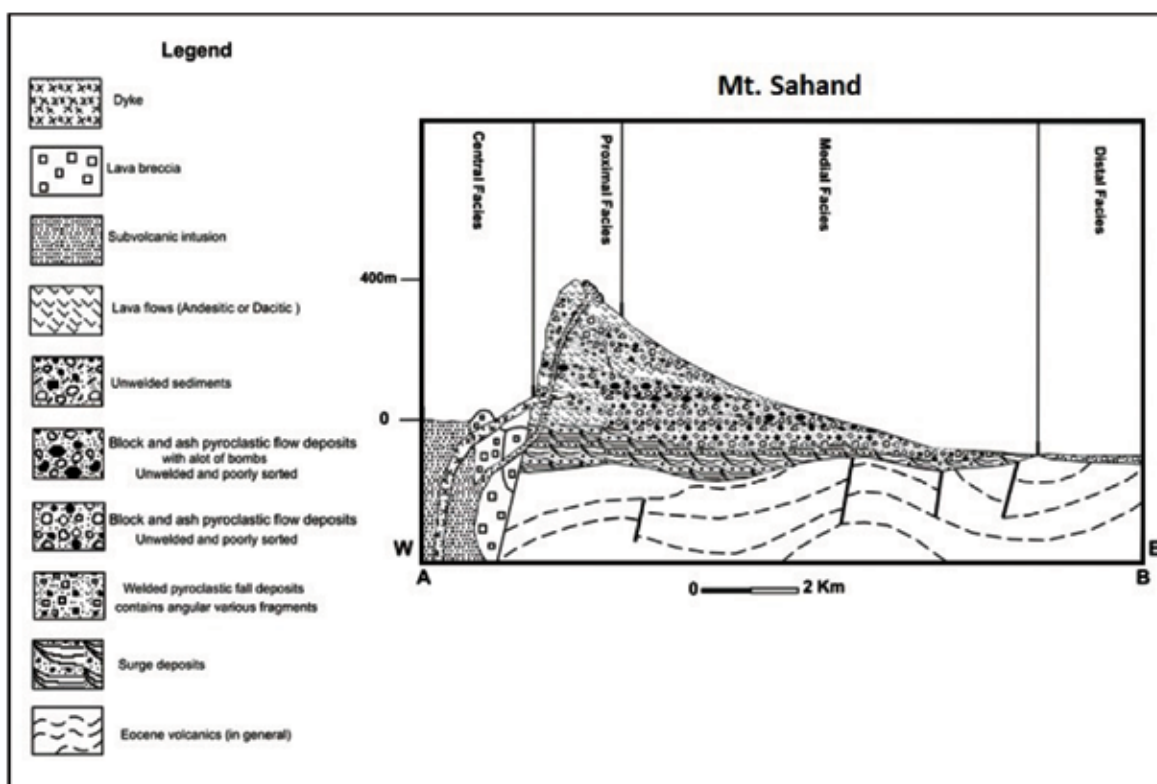 Legend
Dyke
Lava breccia
Subvolcanic intusion
Lava flows (Andesitic or Dacitic )
Unwelded sediments
Block and ash pyroclastic flow deposits
with alot of bombs
Unwelded and poorly sorted
Block and ash pyroclastic flow deposits
Unwelded and poorly sorted
Welded pyroclastic fall deposits
contains angular various fragments
Surge deposits
Eocene volcanics (in general)
Mt. Sahand
Central Facies
Proximal Facies
Medial Facies
Distal Facies
400m
0
W
E
A
B
0 2 Km